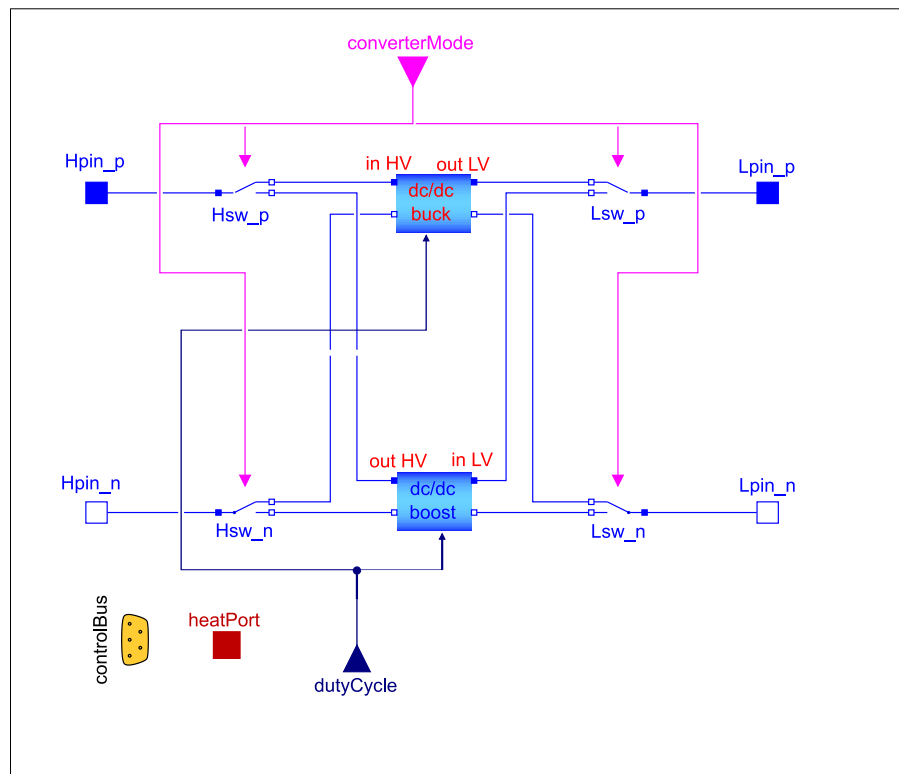 converterMode
Hpin_p
in HV
out LV
Lpin_p
dc/dc
buck
Hsw_p
Lsw_p
out HV
in LV
Hpin_n
dc/dc
boost
Lpin_n
Hsw_n
Lsw_n
controlBus
heatPort
dutyCycle